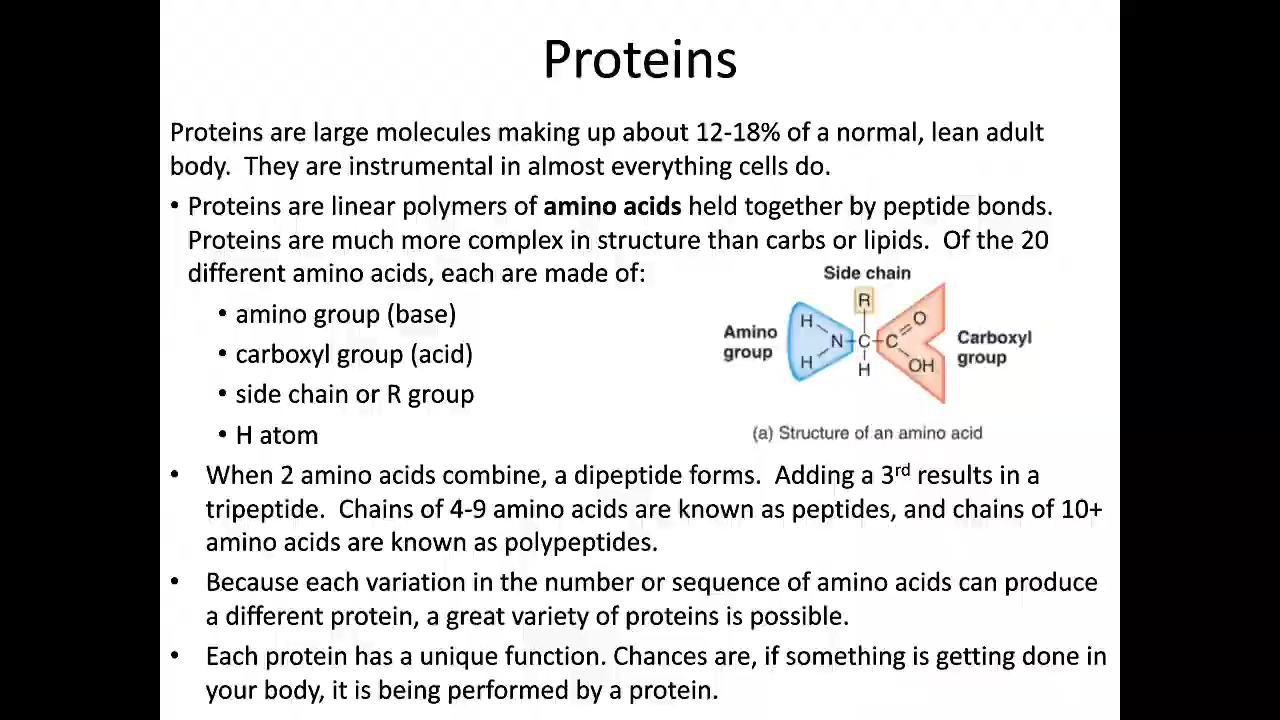 Proteins
Proteins are large molecules making up about 12-18% of a normal, lean adult
body.  They are instrumental in almost everything cells do.
• Proteins are linear polymers of amino acids held together by peptide bonds.
Proteins are much more complex in structure than carbs or lipids.  Of the 20
different amino acids, each are made of:
• amino group (base)
• carboxyl group (acid)
• side chain or R group
• H atom
Side chain
R
Amino
group
H
H
N
C
H
C
O
OH
Carboxyl
group
(a) Structure of an amino acid
• When 2 amino acids combine, a dipeptide forms.  Adding a 3rd results in a
tripeptide.  Chains of 4-9 amino acids are known as peptides, and chains of 10+
amino acids are known as polypeptides.
• Because each variation in the number or sequence of amino acids can produce
a different protein, a great variety of proteins is possible.
• Each protein has a unique function. Chances are, if something is getting done in
your body, it is being performed by a protein.